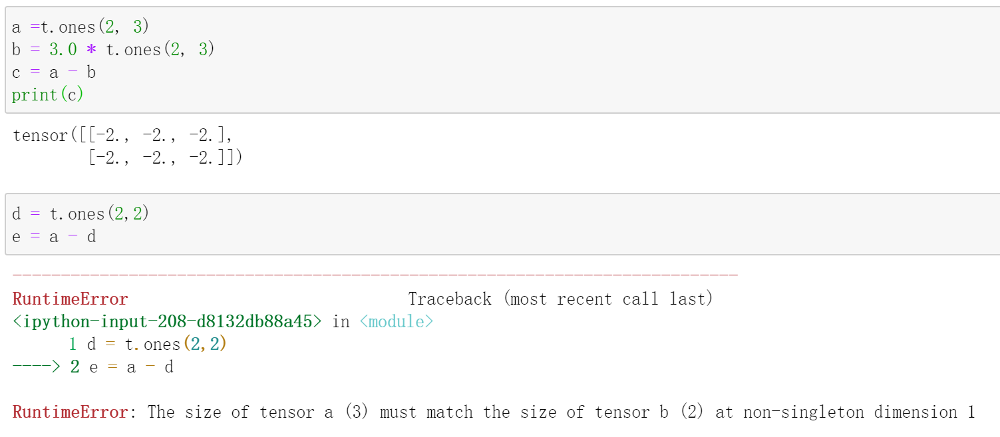 a =t.ones(2, 3)
b = 3.0 * t.ones(2, 3)
c = a - b
print(c)
tensor([[-2., -2., -2.],
        [-2., -2., -2.]])
d = t.ones(2,2)
e = a - d
---------------------------------------------------------------------------
RuntimeError                              Traceback (most recent call last)
<ipython-input-208-d8132db88a45> in <module>
      1 d = t.ones(2,2)
----> 2 e = a - d
RuntimeError: The size of tensor a (3) must match the size of tensor b (2) at non-singleton dimension 1